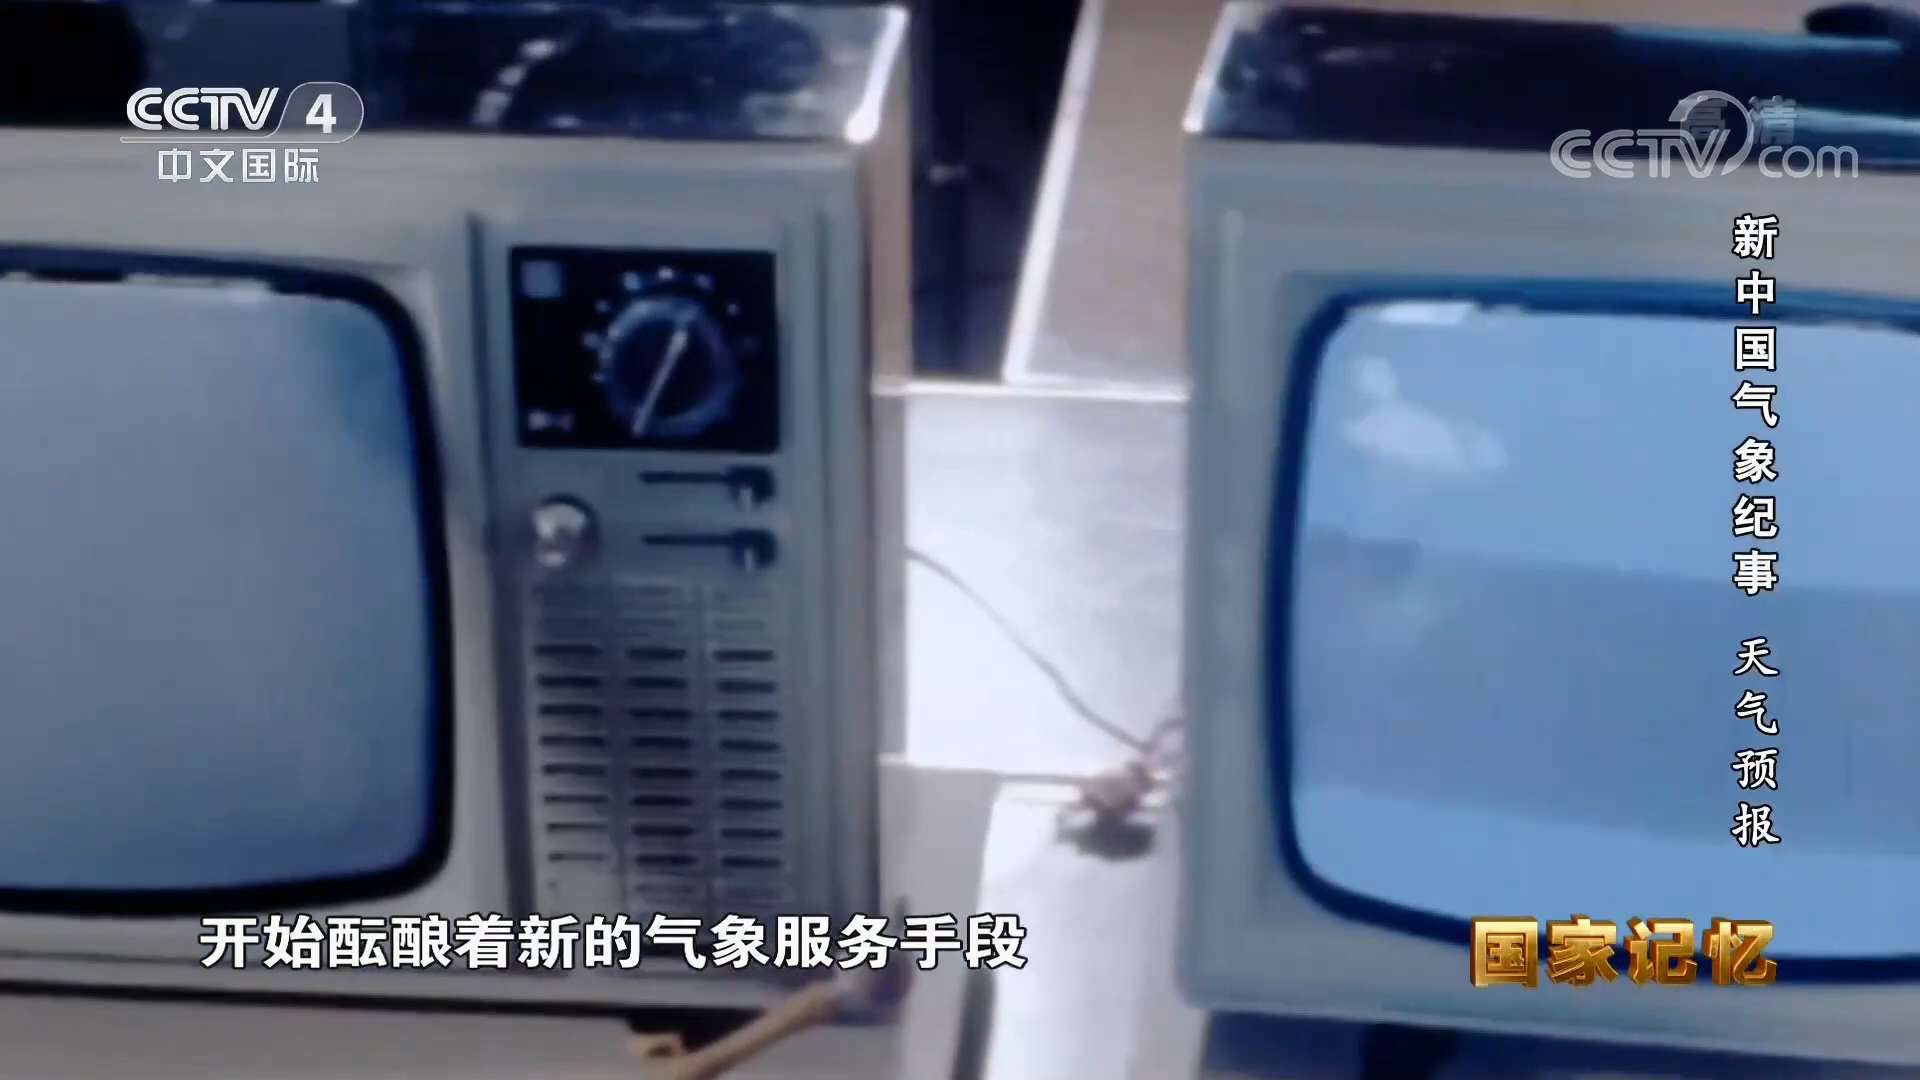 CCTV 4
中文国际
高清
CCTV.com
新中国气象纪事 天气预报
开始酝酿着新的气象服务手段
国家记忆